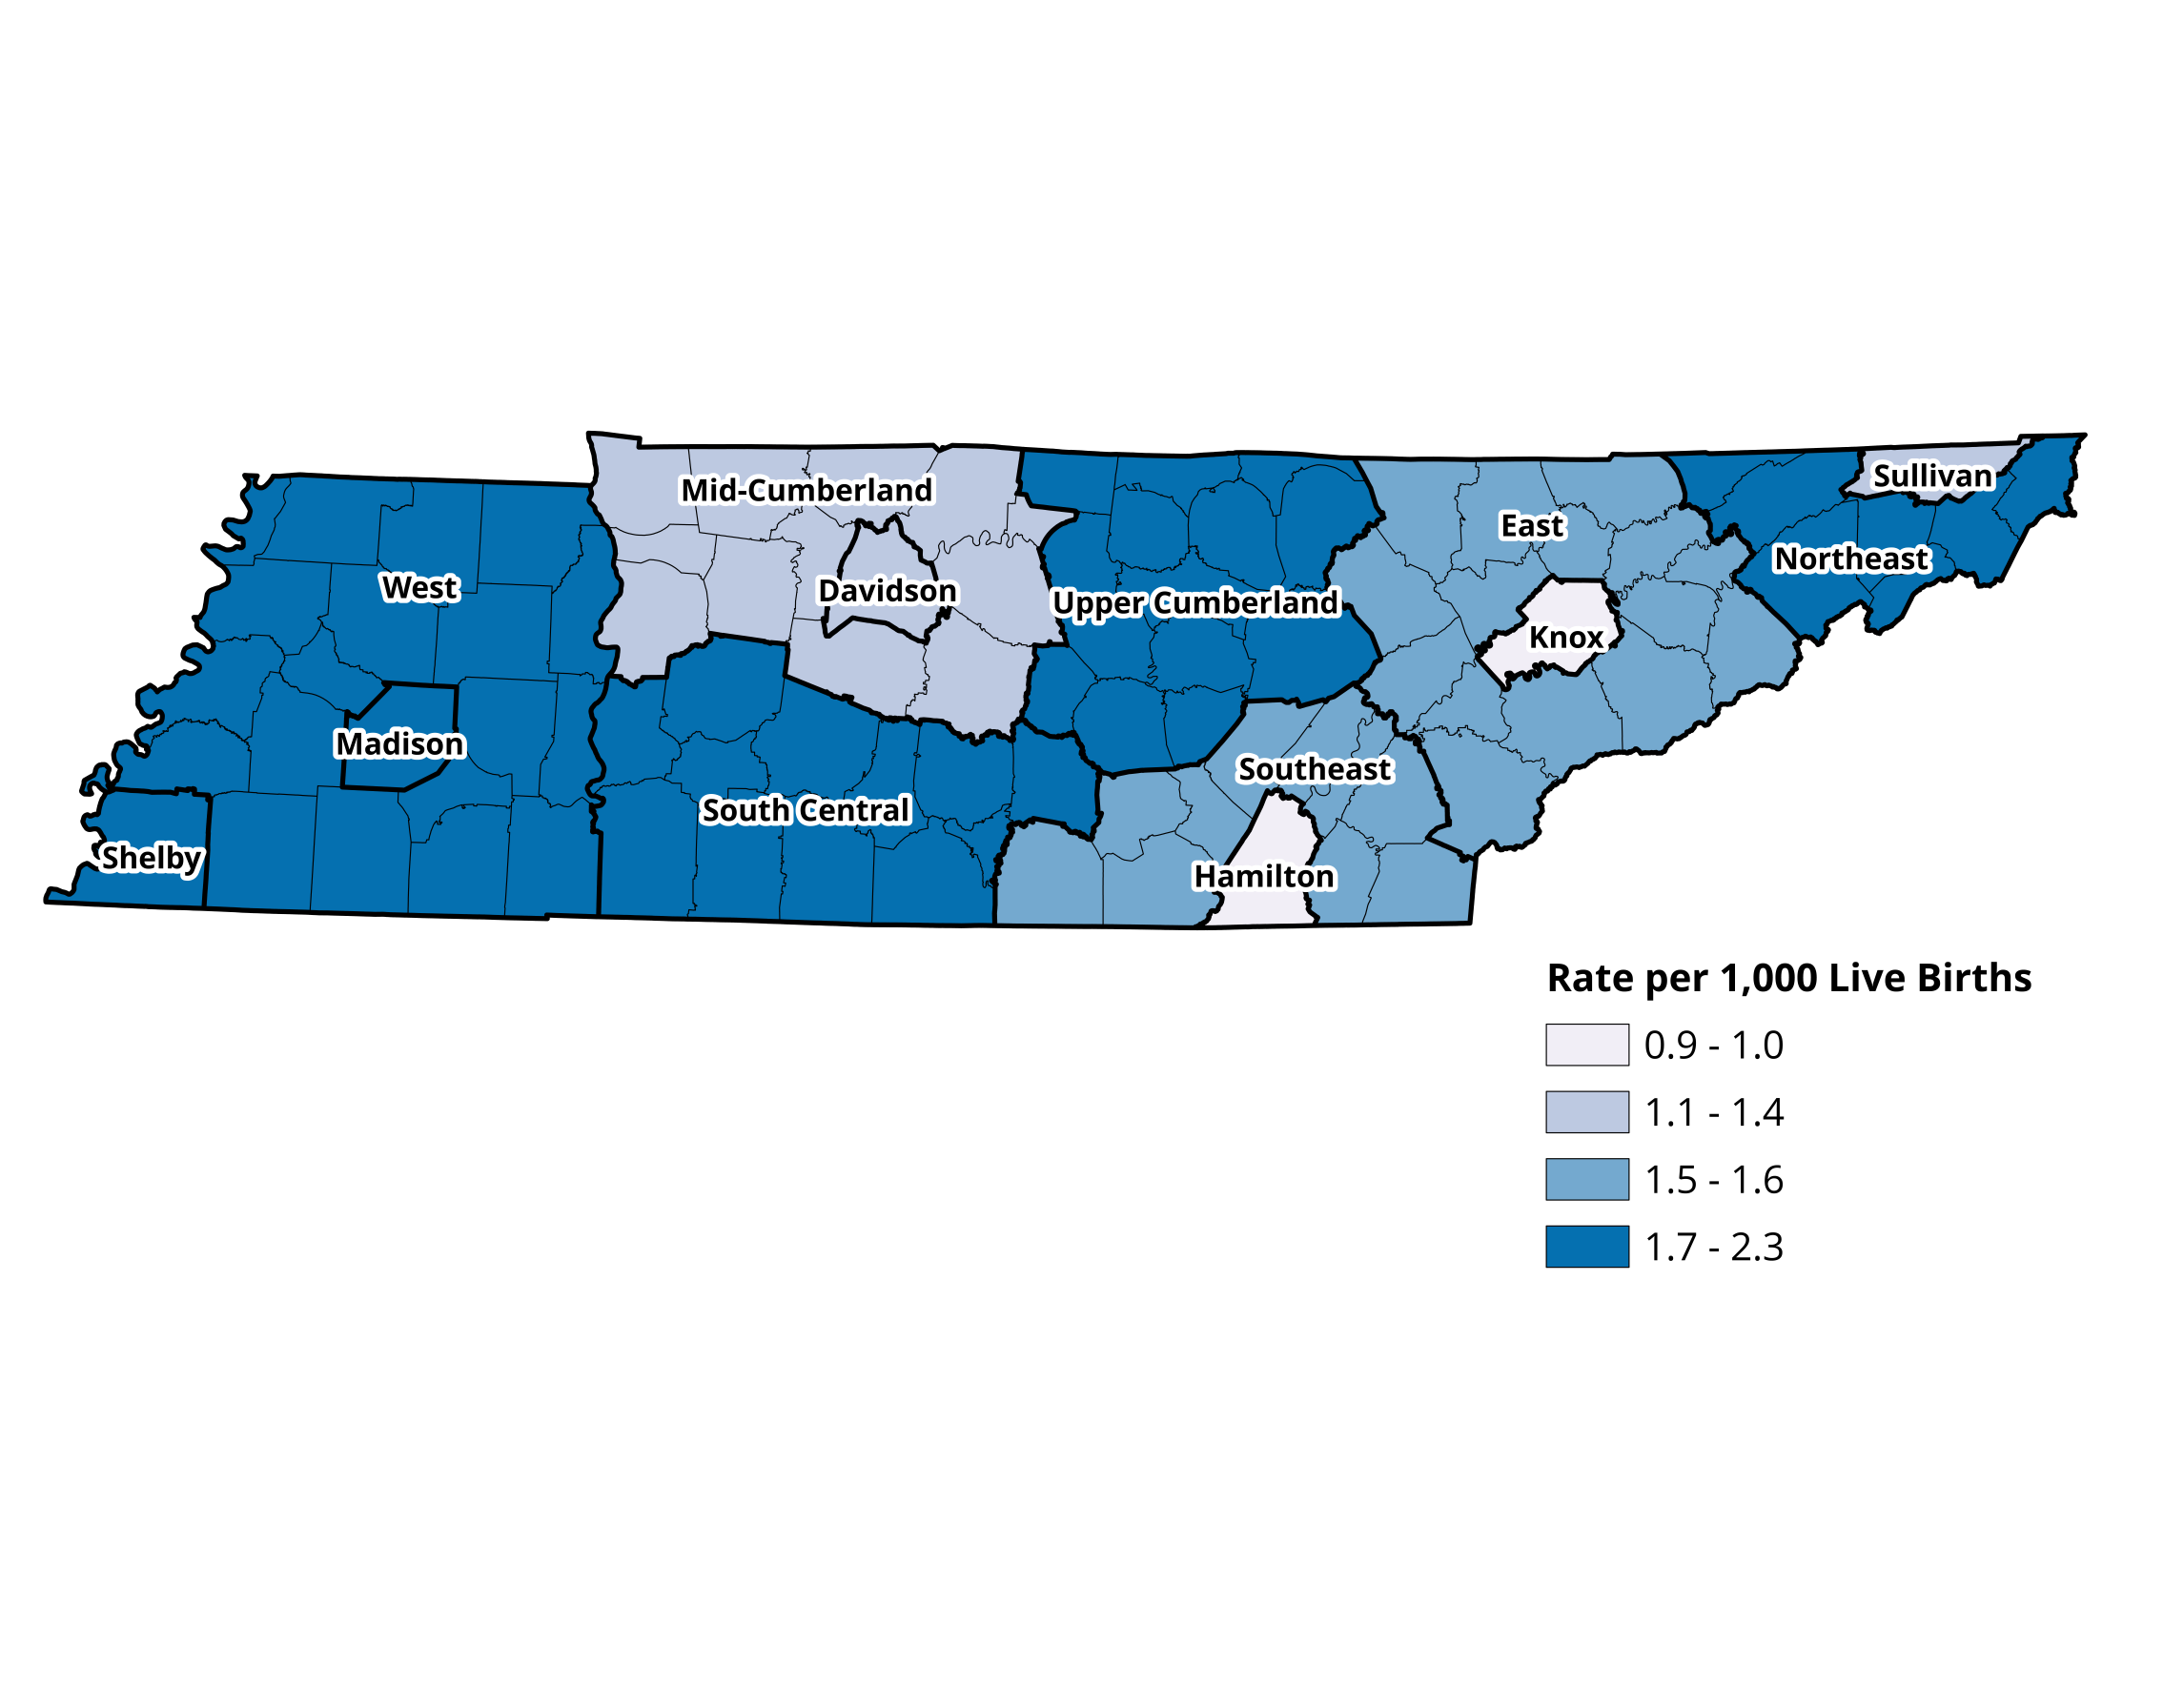 Mid-Cumberland
Sullivan
East
Northeast
West
Davidson
Upper Cumberland
Knox
Madison
Southeast
South Central
Shelby
Hamilton
Rate per 1,000 Live Births
0.9 - 1.0
1.1 - 1.4
1.5 - 1.6
1.7 - 2.3